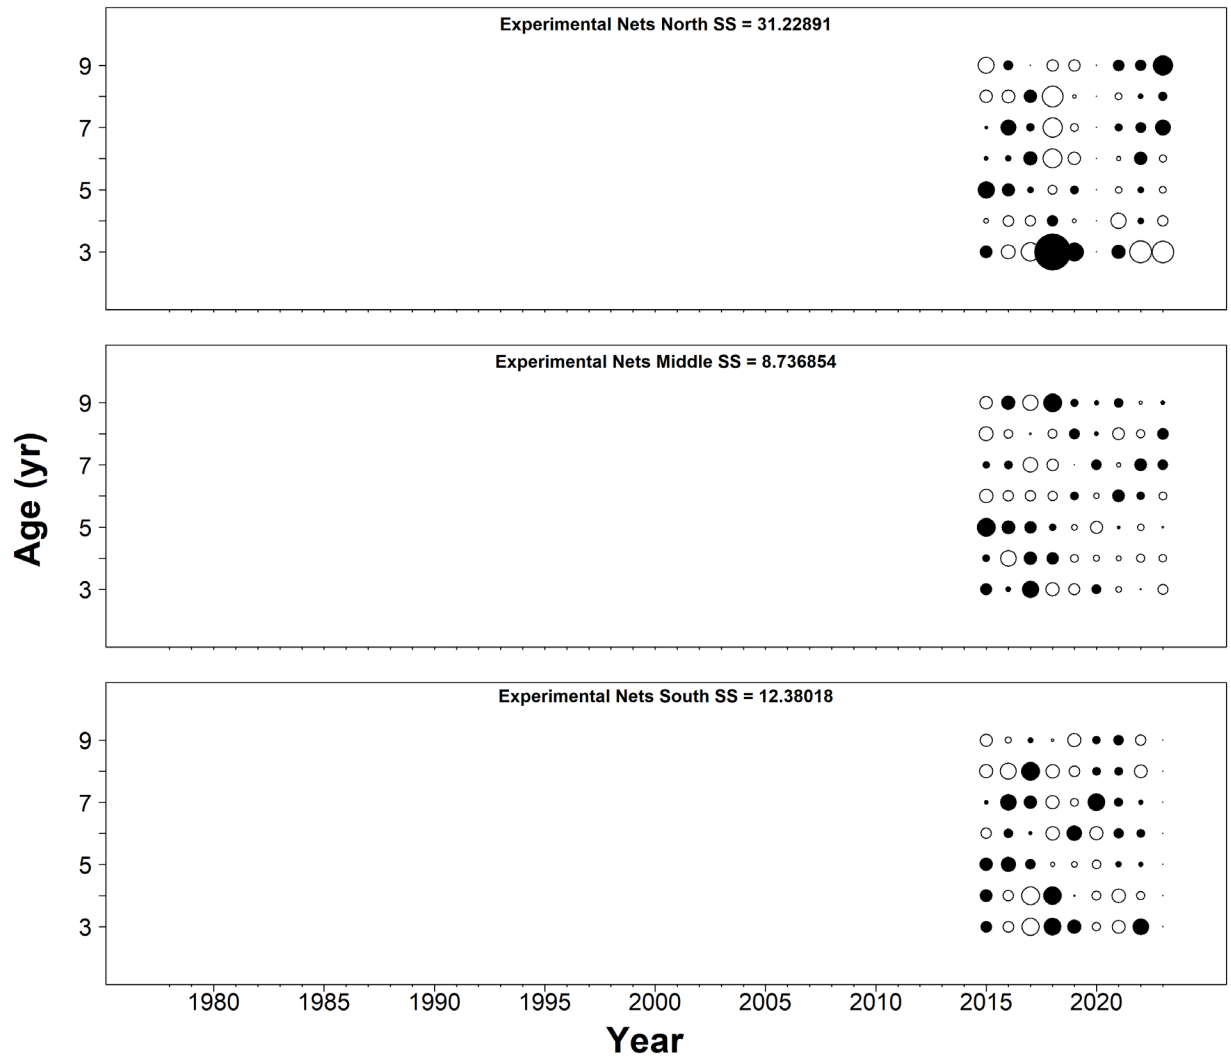 Experimental Nets North SS = 31.22891
9
7
5
3
Experimental Nets Middle SS = 8.736854
9
7
5
3
Age (yr)
Experimental Nets South SS = 12.38018
9
7
5
3
1980 1985 1990 1995 2000 2005 2010 2015 2020
Year